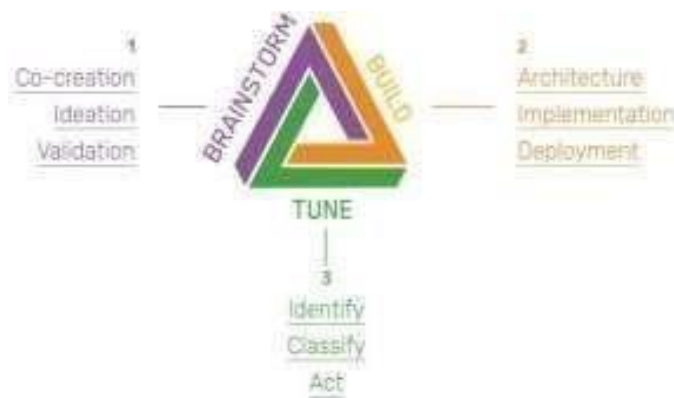 1
Co-creation
Ideation
Validation
BRAINSTORM
BUILD
2
Architecture
Implementation
Deployment
TUNE
3
Identify
Classify
Act